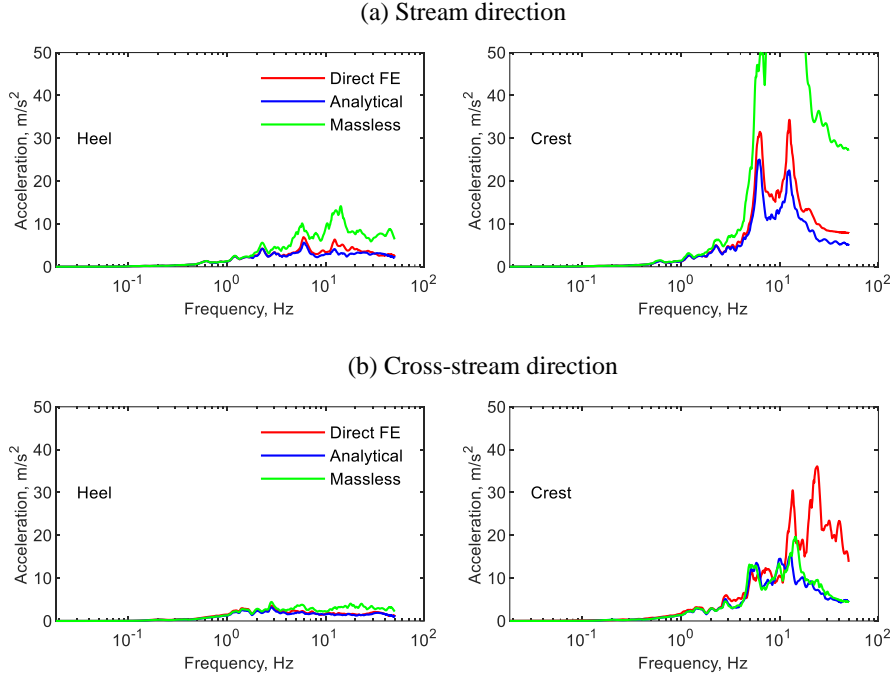 (a) Stream direction
50
40
30
20
10
0
Acceleration, m/s²
Heel
Direct FE
Analytical
Massless
10⁻¹
10⁰
10¹
10²
Frequency, Hz
50
40
30
20
10
0
Acceleration, m/s²
Crest
10⁻¹
10⁰
10¹
10²
Frequency, Hz
(b) Cross-stream direction
50
40
30
20
10
0
Acceleration, m/s²
Heel
Direct FE
Analytical
Massless
10⁻¹
10⁰
10¹
10²
Frequency, Hz
50
40
30
20
10
0
Acceleration, m/s²
Crest
10⁻¹
10⁰
10¹
10²
Frequency, Hz